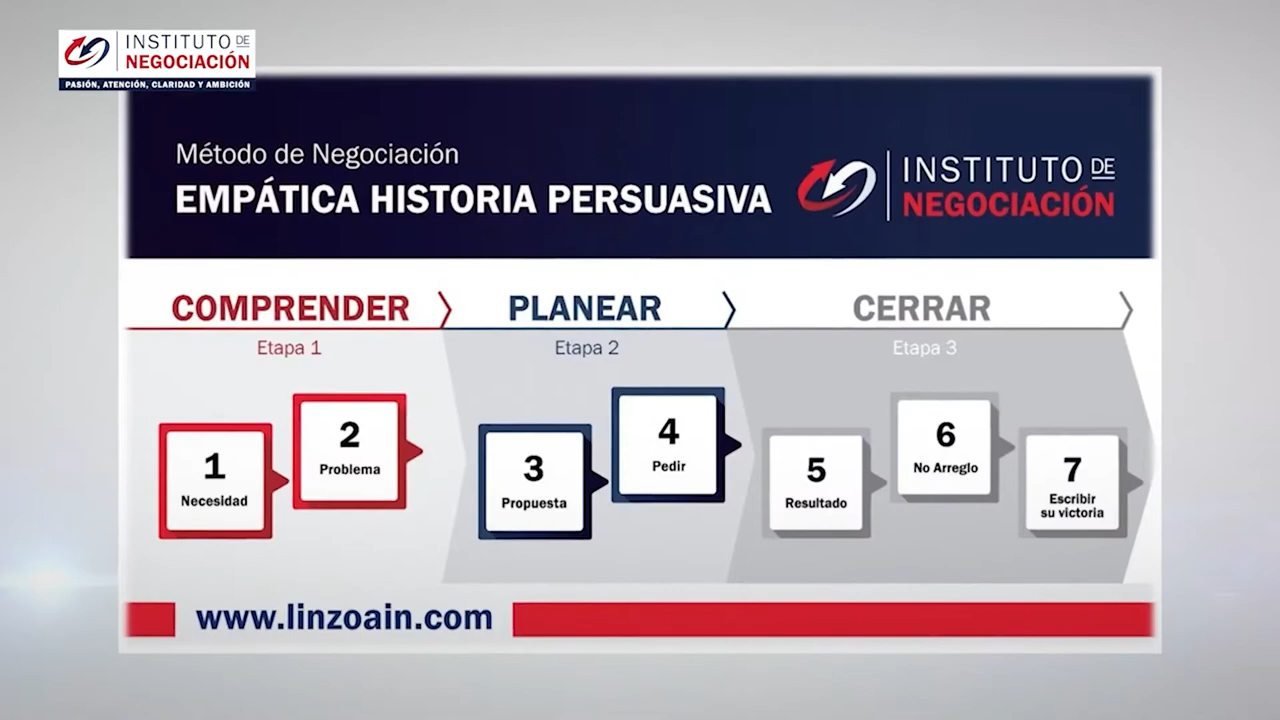 INSTITUTO DE
NEGOCIACIÓN
PASIÓN, ATENCIÓN, CLARIDAD Y AMBICIÓN
Método de Negociación
EMPÁTICA HISTORIA PERSUASIVA
INSTITUTO DE
NEGOCIACIÓN
COMPRENDER
PLANEAR
CERRAR
Etapa 1
Etapa 2
Etapa 3
1
Necesidad
2
Problema
3
Propuesta
4
Pedir
5
Resultado
6
No Arreglo
7
Escribir
su victoria
www.linzoain.com